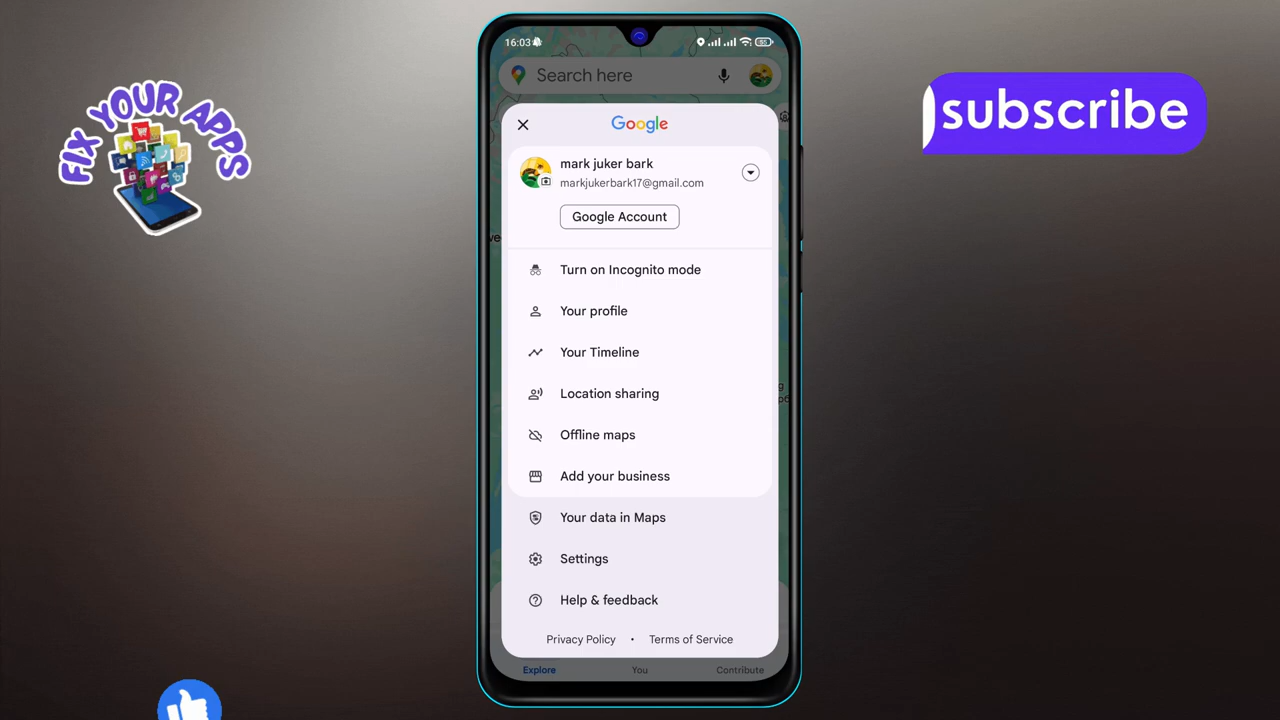 FIX YOUR APPS
subscribe
16:03
Search here
Google
mark juker bark
markjukerbark17@gmail.com
Google Account
Turn on Incognito mode
Your profile
Your Timeline
Location sharing
Offline maps
Add your business
Your data in Maps
Settings
Help & feedback
Privacy Policy • Terms of Service
Explore You Contribute